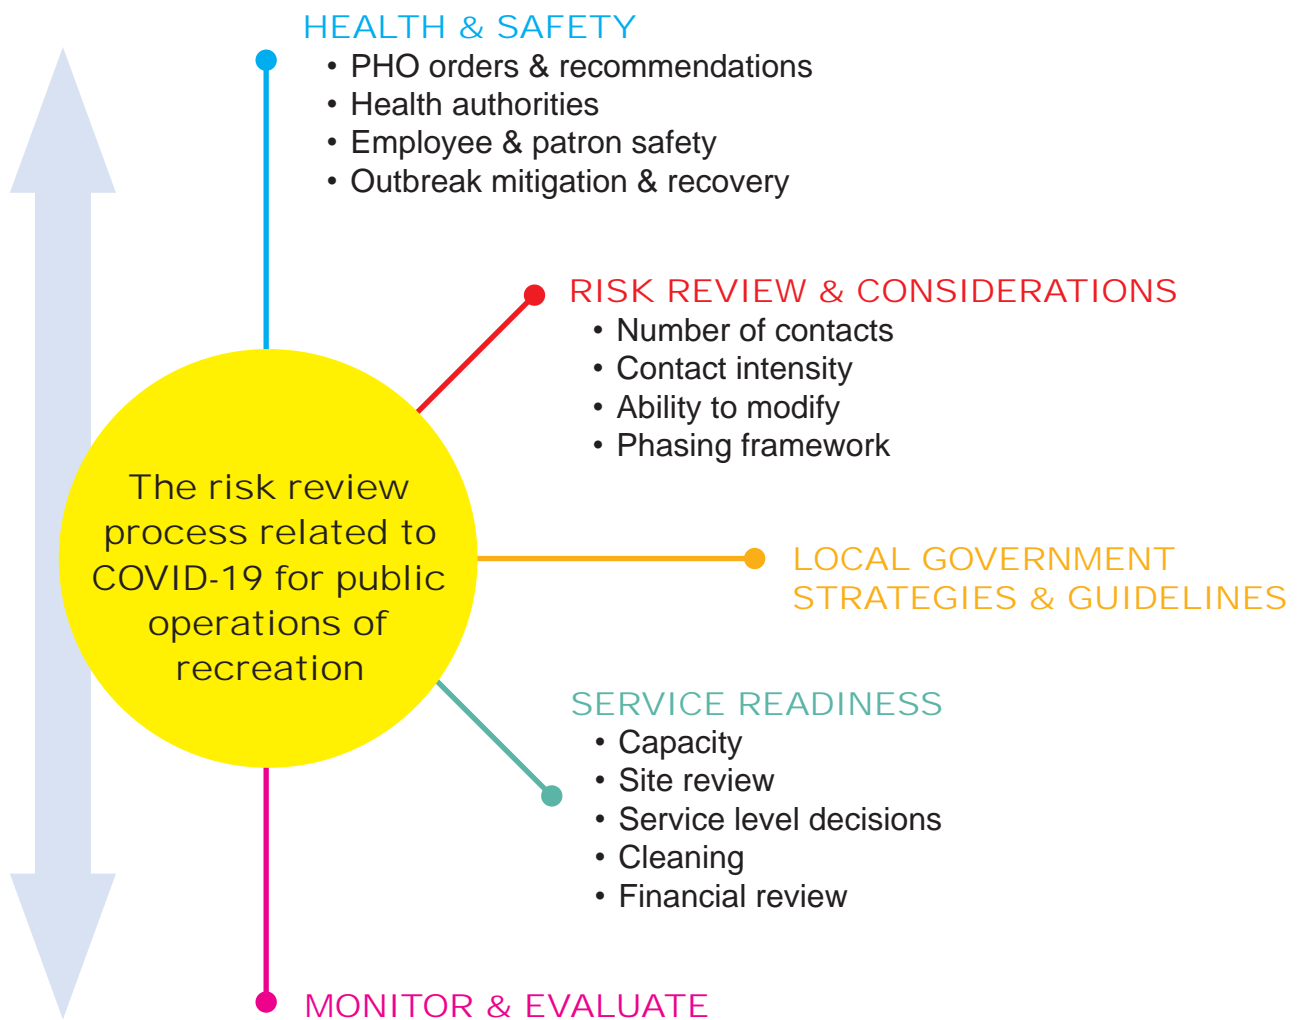 HEALTH & SAFETY
• PHO orders & recommendations
• Health authorities
• Employee & patron safety
• Outbreak mitigation & recovery
RISK REVIEW & CONSIDERATIONS
• Number of contacts
• Contact intensity
• Ability to modify
• Phasing framework
The risk review
process related to
COVID-19 for public
operations of
recreation
LOCAL GOVERNMENT
STRATEGIES & GUIDELINES
SERVICE READINESS
• Capacity
• Site review
• Service level decisions
• Cleaning
• Financial review
MONITOR & EVALUATE